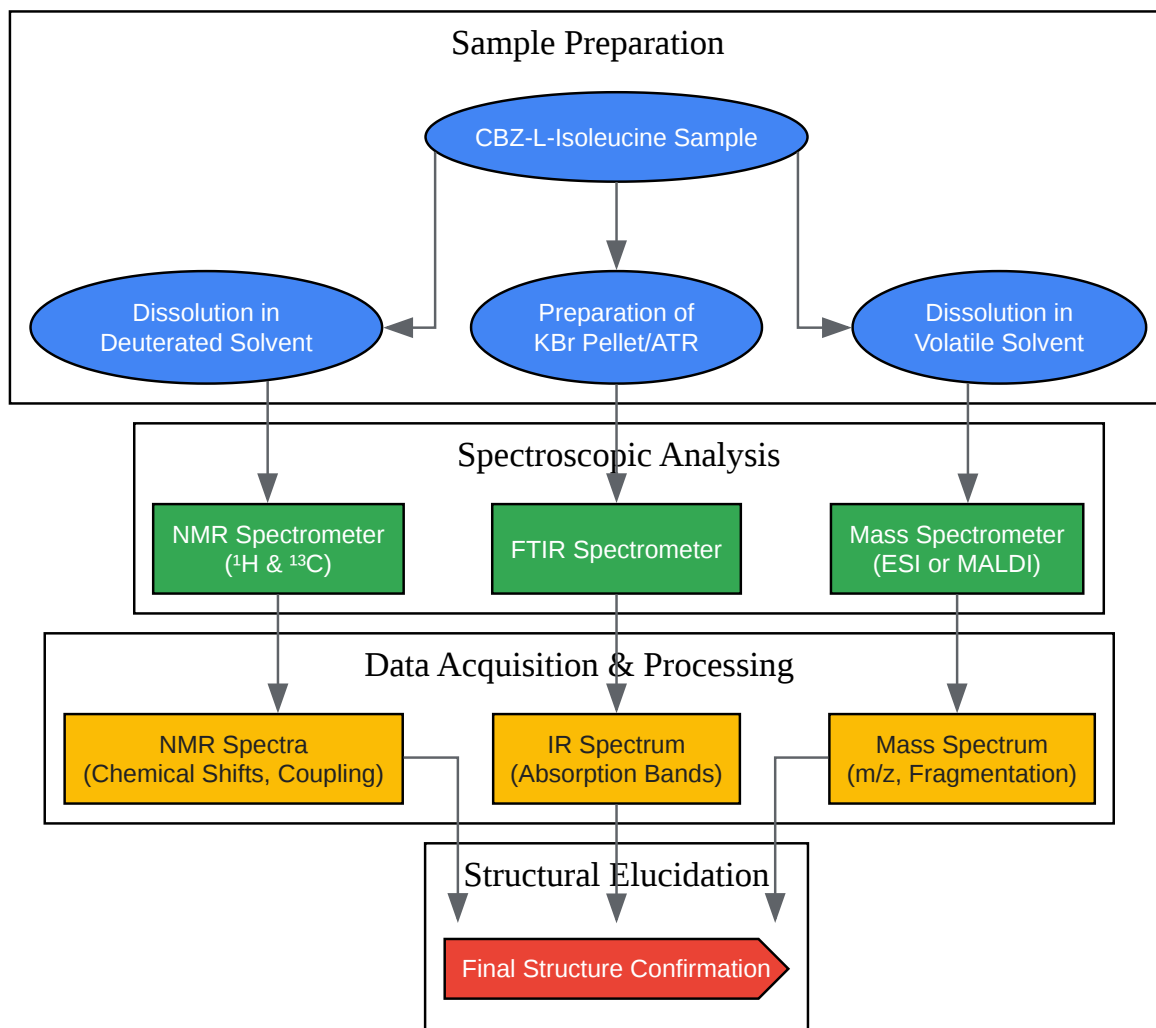 Sample Preparation
CBZ-L-Isoleucine Sample
Dissolution in
Deuterated Solvent
Preparation of
KBr Pellet/ATR
Dissolution in
Volatile Solvent
Spectroscopic Analysis
NMR Spectrometer
(¹H & ¹³C)
FTIR Spectrometer
Mass Spectrometer
(ESI or MALDI)
Data Acquisition & Processing
NMR Spectra
(Chemical Shifts, Coupling)
IR Spectrum
(Absorption Bands)
Mass Spectrum
(m/z, Fragmentation)
Structural Elucidation
Final Structure Confirmation